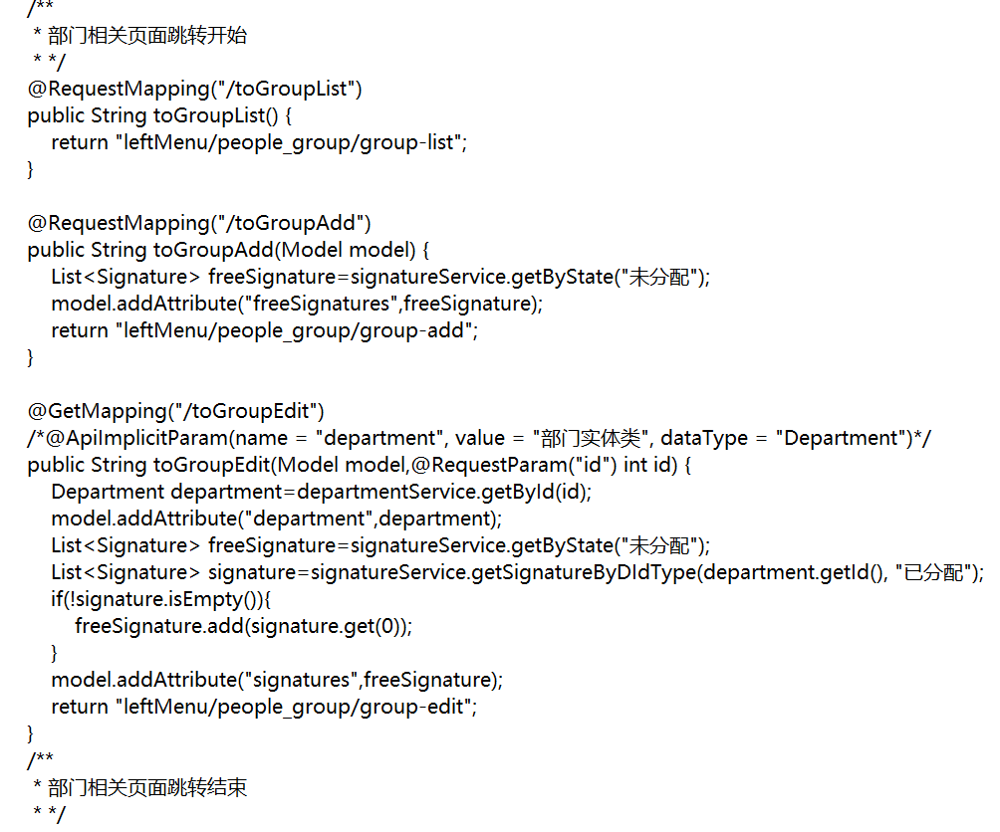 /**
 * 部门相关页面跳转开始
 * */
@RequestMapping("/toGroupList")
public String toGroupList() {
    return "leftMenu/people_group/group-list";
}

@RequestMapping("/toGroupAdd")
public String toGroupAdd(Model model) {
    List<Signature> freeSignature=signatureService.getByState("未分配");
    model.addAttribute("freeSignatures",freeSignature);
    return "leftMenu/people_group/group-add";
}

@GetMapping("/toGroupEdit")
/*@ApiImplicitParam(name = "department", value = "部门实体类", dataType = "Department")*/
public String toGroupEdit(Model model,@RequestParam("id") int id) {
    Department department=departmentService.getById(id);
    model.addAttribute("department",department);
    List<Signature> freeSignature=signatureService.getByState("未分配");
    List<Signature> signature=signatureService.getSignatureByDIdType(department.getId(), "已分配");
    if(!signature.isEmpty()){
        freeSignature.add(signature.get(0));
    }
    model.addAttribute("signatures",freeSignature);
    return "leftMenu/people_group/group-edit";
}
/**
 * 部门相关页面跳转结束
 * */